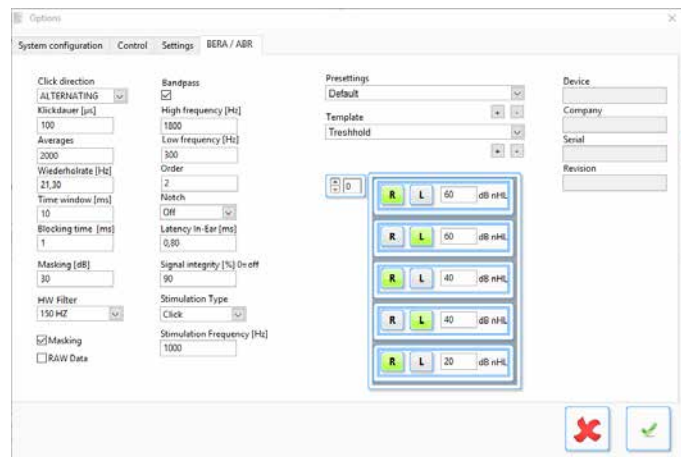 Options
System configuration Control Settings BERA / ABR
Click direction
ALTERNATING
Klickdauer [µs]
100
Averages
2000
Wiederholrate [Hz]
21,30
Time window [ms]
10
Blocking time [ms]
1
Masking [dB]
30
HW Filter
150 HZ
Masking
RAW Data
Bandpass
High frequency [Hz]
1800
Low frequency [Hz]
300
Order
2
Notch
Off
Latency In-Ear [ms]
0,80
Signal integrity [%] 0= off
90
Stimulation Type
Click
Stimulation Frequency [Hz]
1000
Presettings
Default
+ -
Template
Treshhold
+ -
0
R L 60 dB nHL
R L 60 dB nHL
R L 40 dB nHL
R L 40 dB nHL
R L 20 dB nHL
Device
Company
Serial
Revision